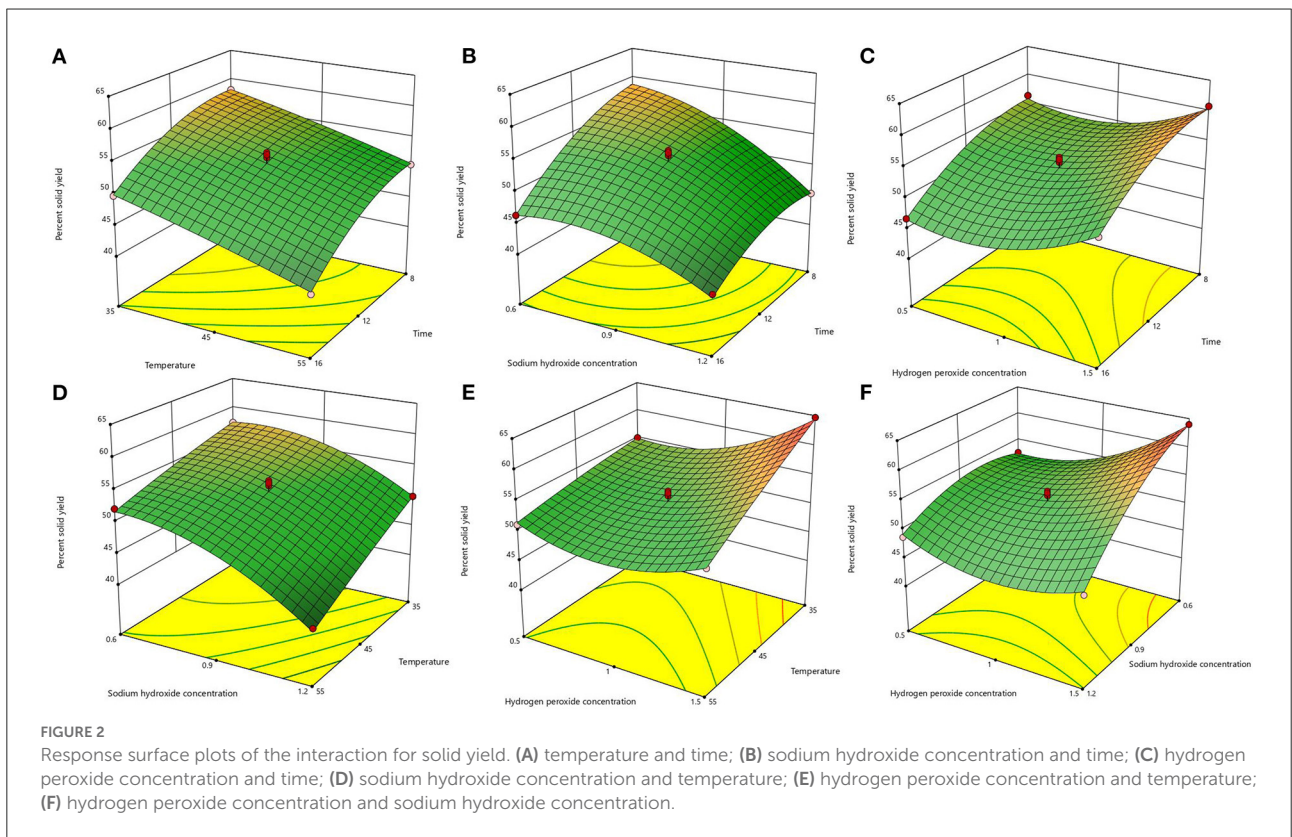 A
65
60
55
50
45
40
Percent solid yield
35
45
55
Temperature
16
12
8
Time
B
65
60
55
50
45
40
Percent solid yield
0.6
0.9
1.2
Sodium hydroxide concentration
16
12
8
Time
C
65
60
55
50
45
40
Percent solid yield
0.5
1
1.5
Hydrogen peroxide concentration
16
12
8
Time
D
65
60
55
50
45
40
Percent solid yield
0.6
0.9
1.2
Sodium hydroxide concentration
55
45
35
Temperature
E
65
60
55
50
45
40
Percent solid yield
0.5
1
1.5
Hydrogen peroxide concentration
55
45
35
Temperature
F
65
60
55
50
45
40
Percent solid yield
0.5
1
1.5
Hydrogen peroxide concentration
1.2
0.9
0.6
Sodium hydroxide concentration
FIGURE 2
Response surface plots of the interaction for solid yield. (A) temperature and time; (B) sodium hydroxide concentration and time; (C) hydrogen
peroxide concentration and time; (D) sodium hydroxide concentration and temperature; (E) hydrogen peroxide concentration and temperature;
(F) hydrogen peroxide concentration and sodium hydroxide concentration.